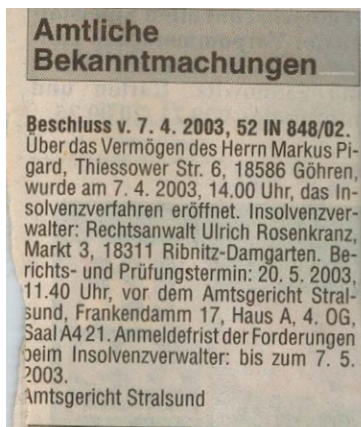 Amtliche
Bekanntmachungen
Beschluss v. 7. 4. 2003, 52 IN 848/02.
Über das Vermögen des Herrn Markus Pi-
gard, Thiessower Str. 6, 18586 Göhren,
wurde am 7. 4. 2003, 14.00 Uhr, das In-
solvenzverfahren eröffnet. Insolvenzver-
walter: Rechtsanwalt Ulrich Rosenkranz,
Markt 3, 18311 Ribnitz-Damgarten. Be-
richts- und Prüfungstermin: 20. 5. 2003,
11.40 Uhr, vor dem Amtsgericht Stral-
sund, Frankendamm 17, Haus A, 4. OG,
Saal A4 21. Anmeldefrist der Forderungen
beim Insolvenzverwalter: bis zum 7. 5.
2003.
Amtsgericht Stralsund